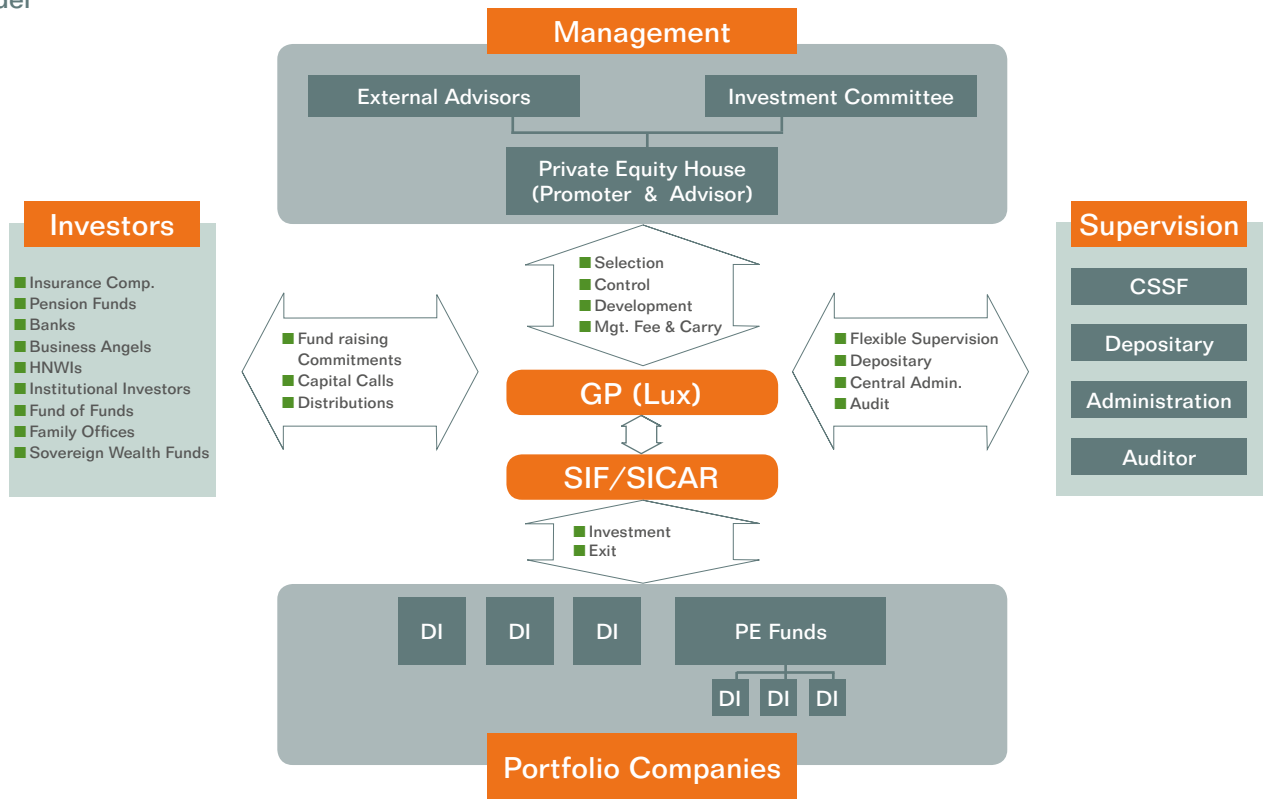 Management
External Advisors
Investment Committee
Private Equity House
(Promoter & Advisor)
Investors
Insurance Comp.
Pension Funds
Banks
Business Angels
HNWIs
Institutional Investors
Fund of Funds
Family Offices
Sovereign Wealth Funds
Fund raising
Commitments
Capital Calls
Distributions
Selection
Control
Development
Mgt. Fee & Carry
GP (Lux)
SIF/SICAR
Investment
Exit
Flexible Supervision
Depositary
Central Admin.
Audit
Supervision
CSSF
Depositary
Administration
Auditor
DI
DI
DI
PE Funds
DI
DI
DI
Portfolio Companies